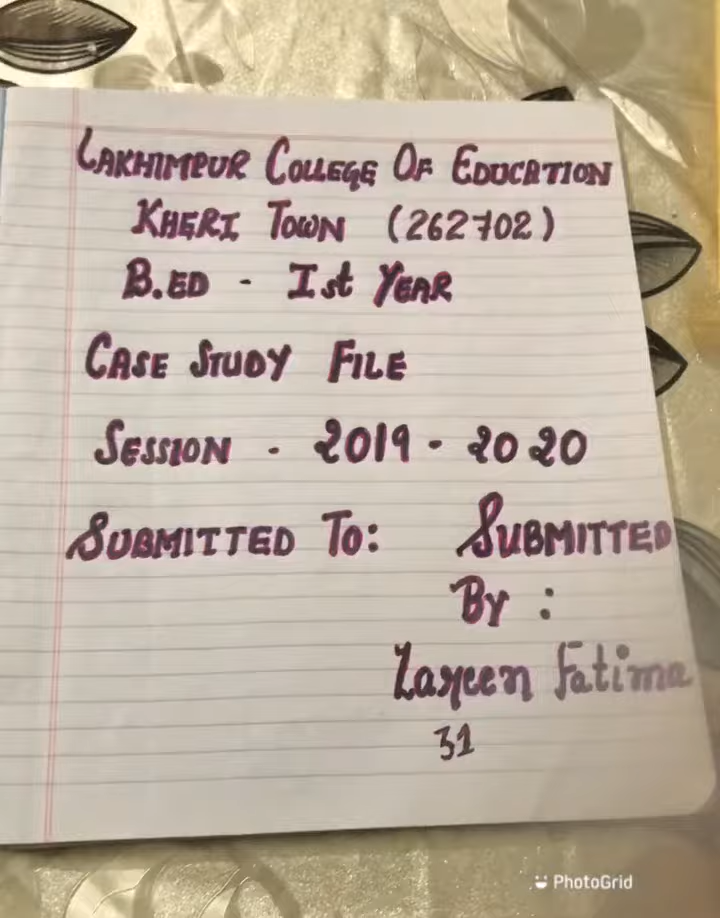 LAKHIMPUR COLLEGE OF EDUCATION
KHERI TOWN (262702)
B.ED - Ist YEAR
CASE STUDY FILE
SESSION - 2019 - 2020
SUBMITTED TO: SUBMITTED
BY :
Zareen Fatima
31
PhotoGrid